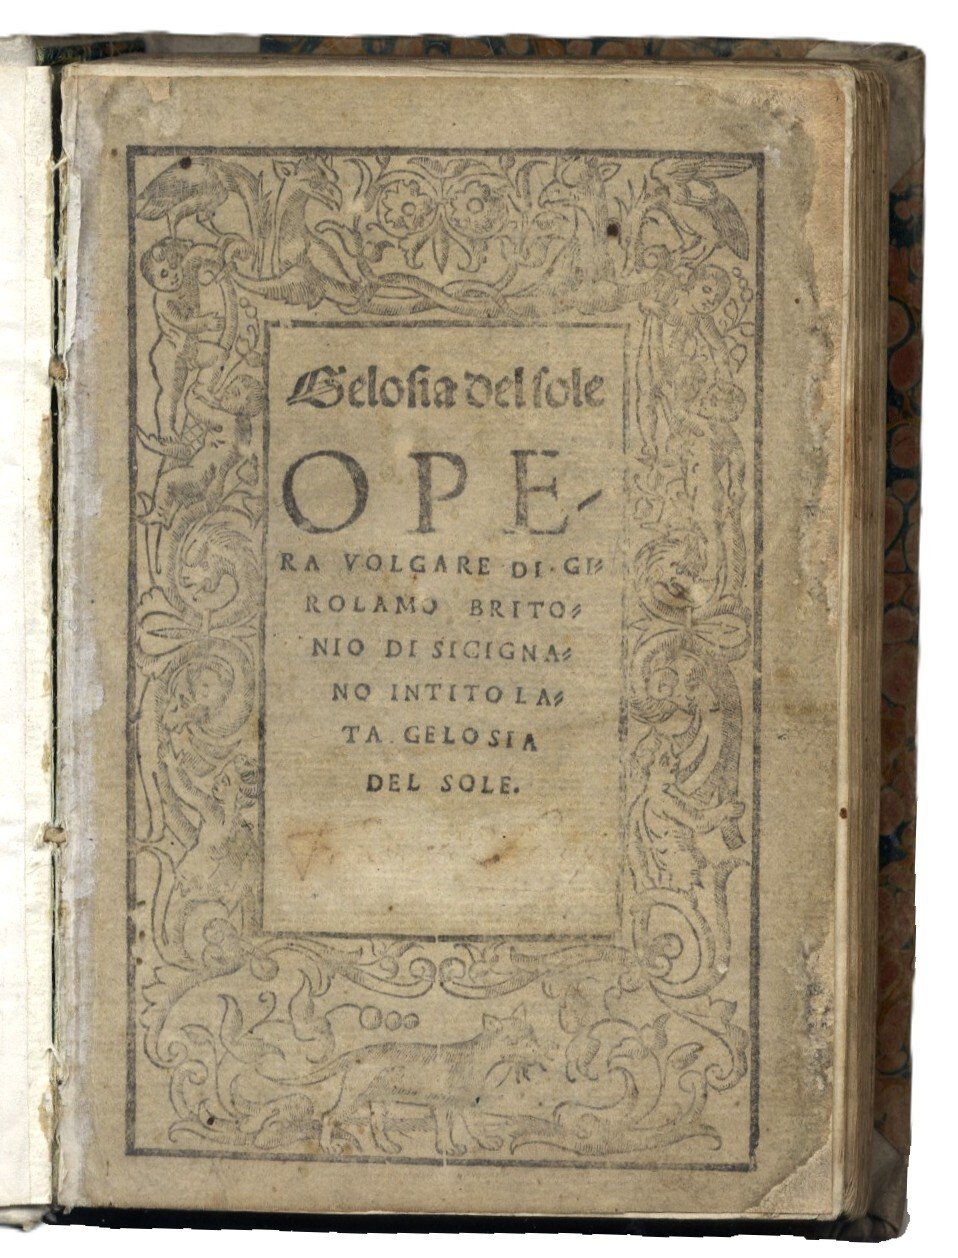 Gelosia del sole
OPE-
RA VOLGARE DI·GI-
ROLAMO BRITO-
NIO DI SICIGNA-
NO INTITOLA-
TA GELOSIA
DEL SOLE.